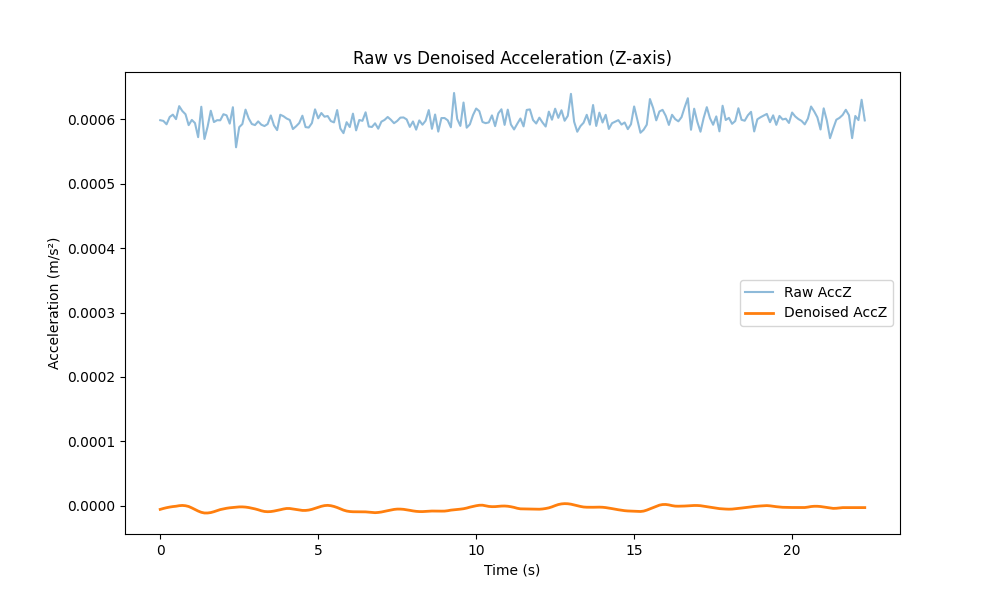 Raw vs Denoised Acceleration (Z-axis)
0.0006
0.0005
0.0004
0.0003
0.0002
0.0001
0.0000
Acceleration (m/s²)
Raw AccZ
Denoised AccZ
0 5 10 15 20
Time (s)